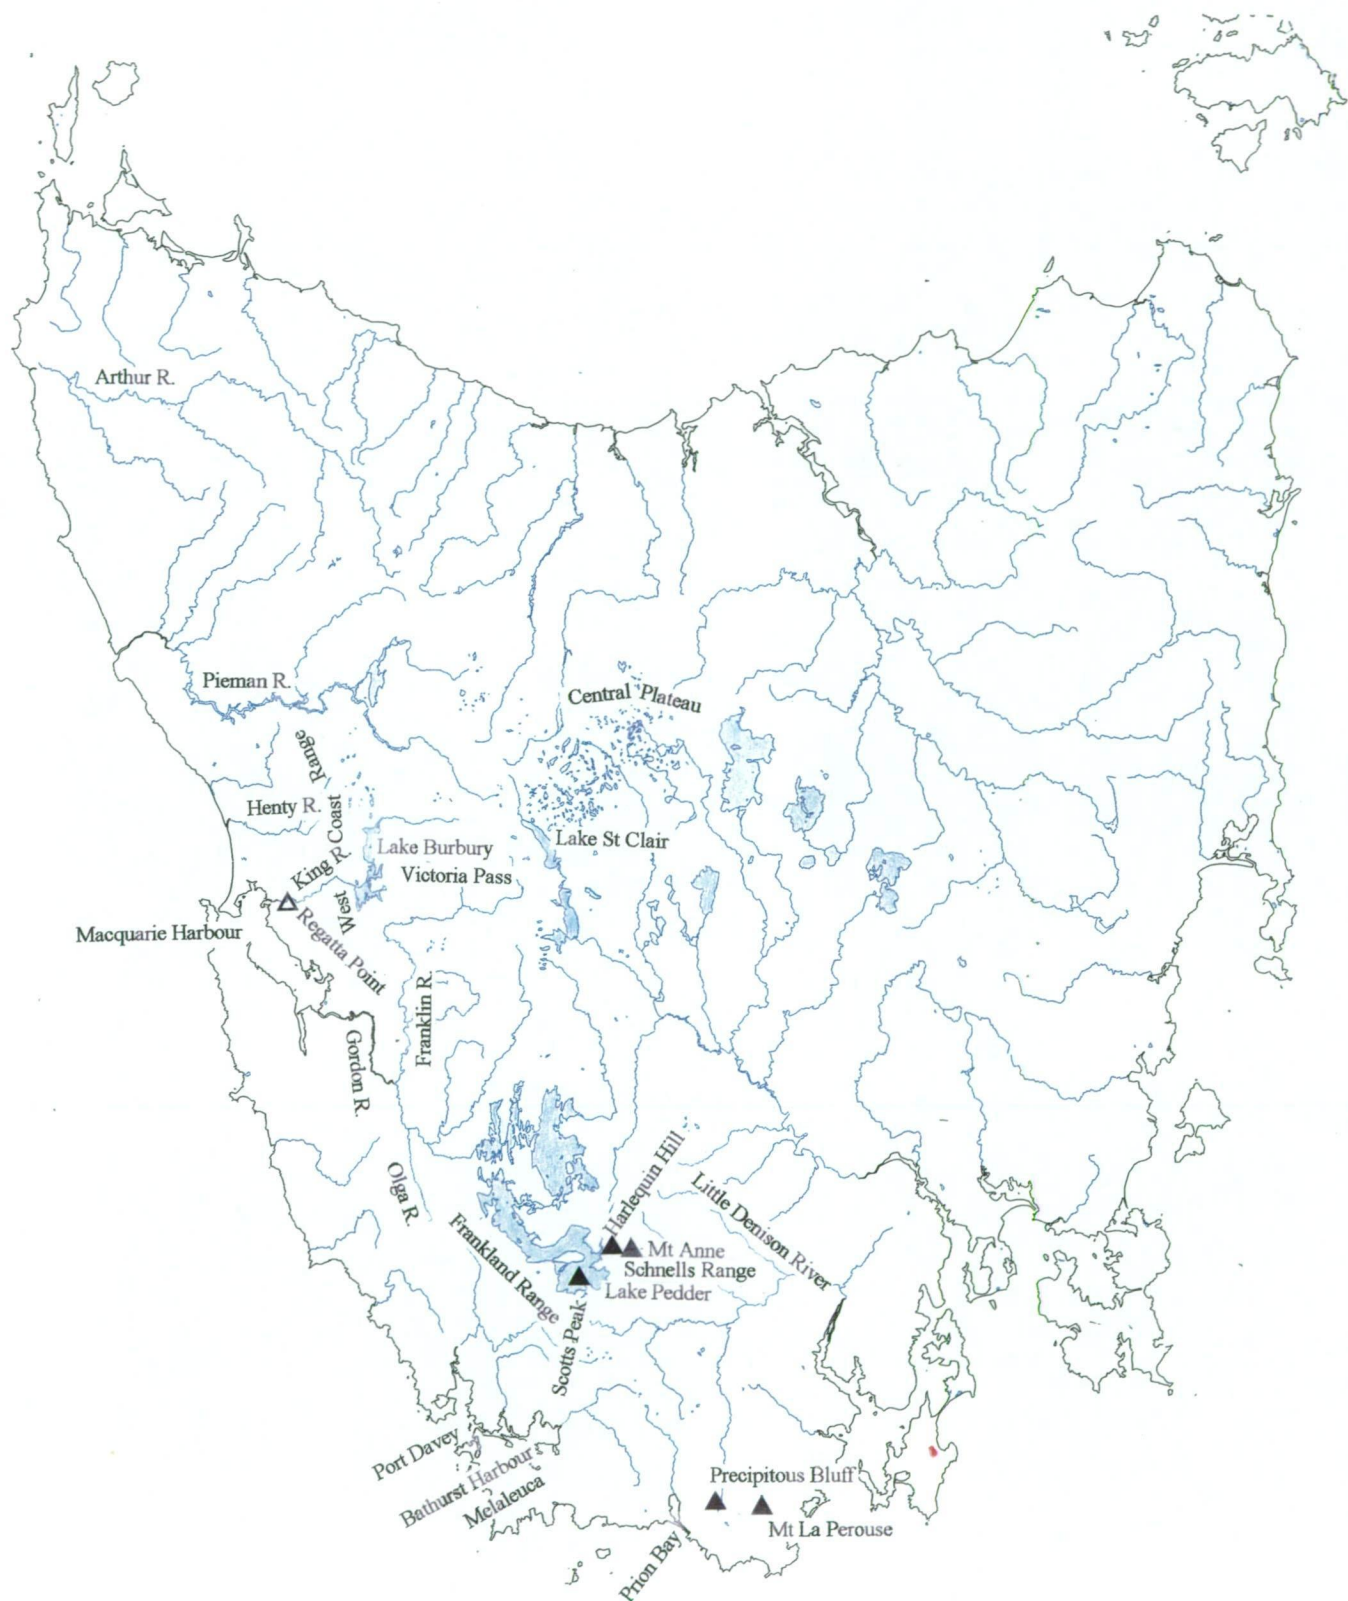 Arthur R.
Pieman R.
Central Plateau
West Coast Range
Henty R.
Lake St Clair
Lake Burbury
King R.
Victoria Pass
Macquarie Harbour
Regatta Point
Franklin R.
Gordon R.
Harlequin Hill
Olga R.
Little Denison River
Frankland Range
Mt Anne
Schnells Range
Lake Pedder
Scotts Peak
Port Davey
Bathurst Harbour
Melaleuca
Precipitous Bluff
Mt La Perouse
Prion Bay